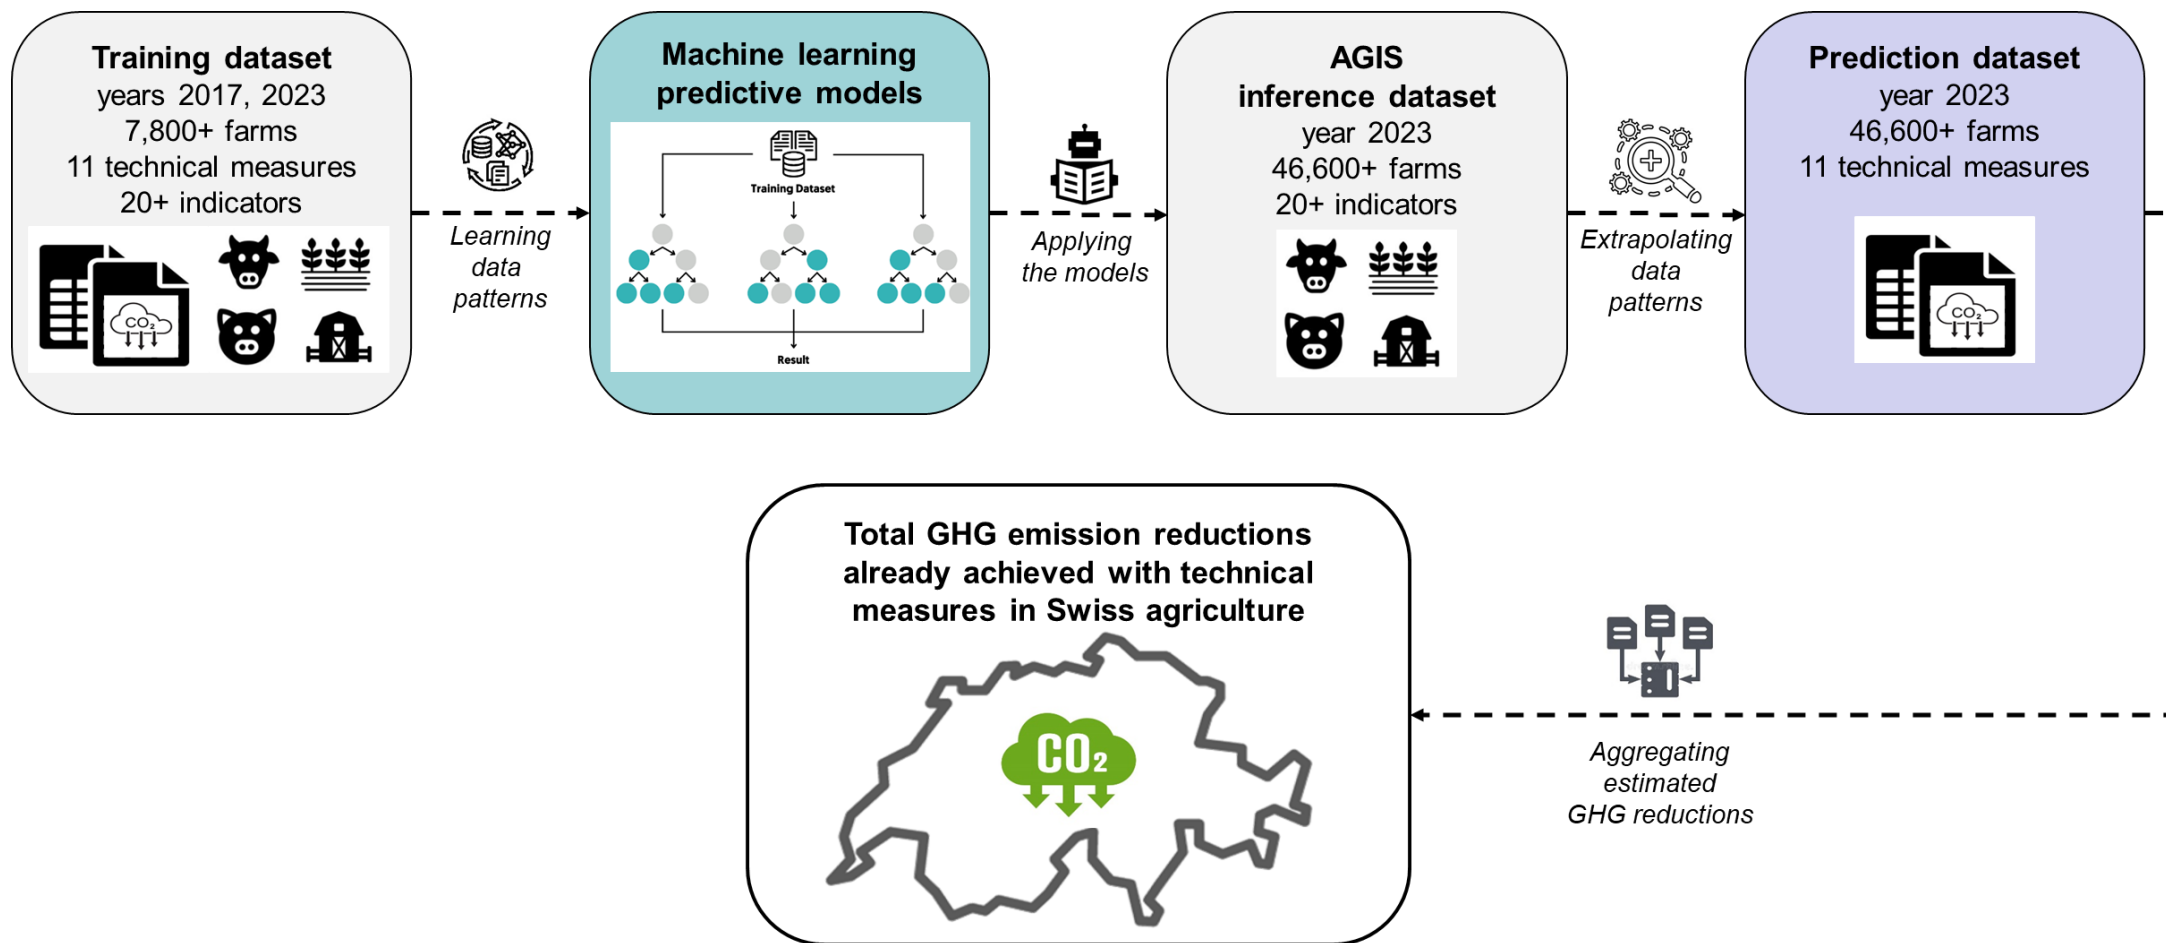 Training dataset
years 2017, 2023
7,800+ farms
11 technical measures
20+ indicators
CO₂
Learning
data
patterns
Machine learning
predictive models
Training Dataset
Result
Applying
the models
AGIS
inference dataset
year 2023
46,600+ farms
20+ indicators
Extrapolating
data
patterns
Prediction dataset
year 2023
46,600+ farms
11 technical measures
CO₂
Total GHG emission reductions
already achieved with technical
measures in Swiss agriculture
CO₂
Aggregating
estimated
GHG reductions